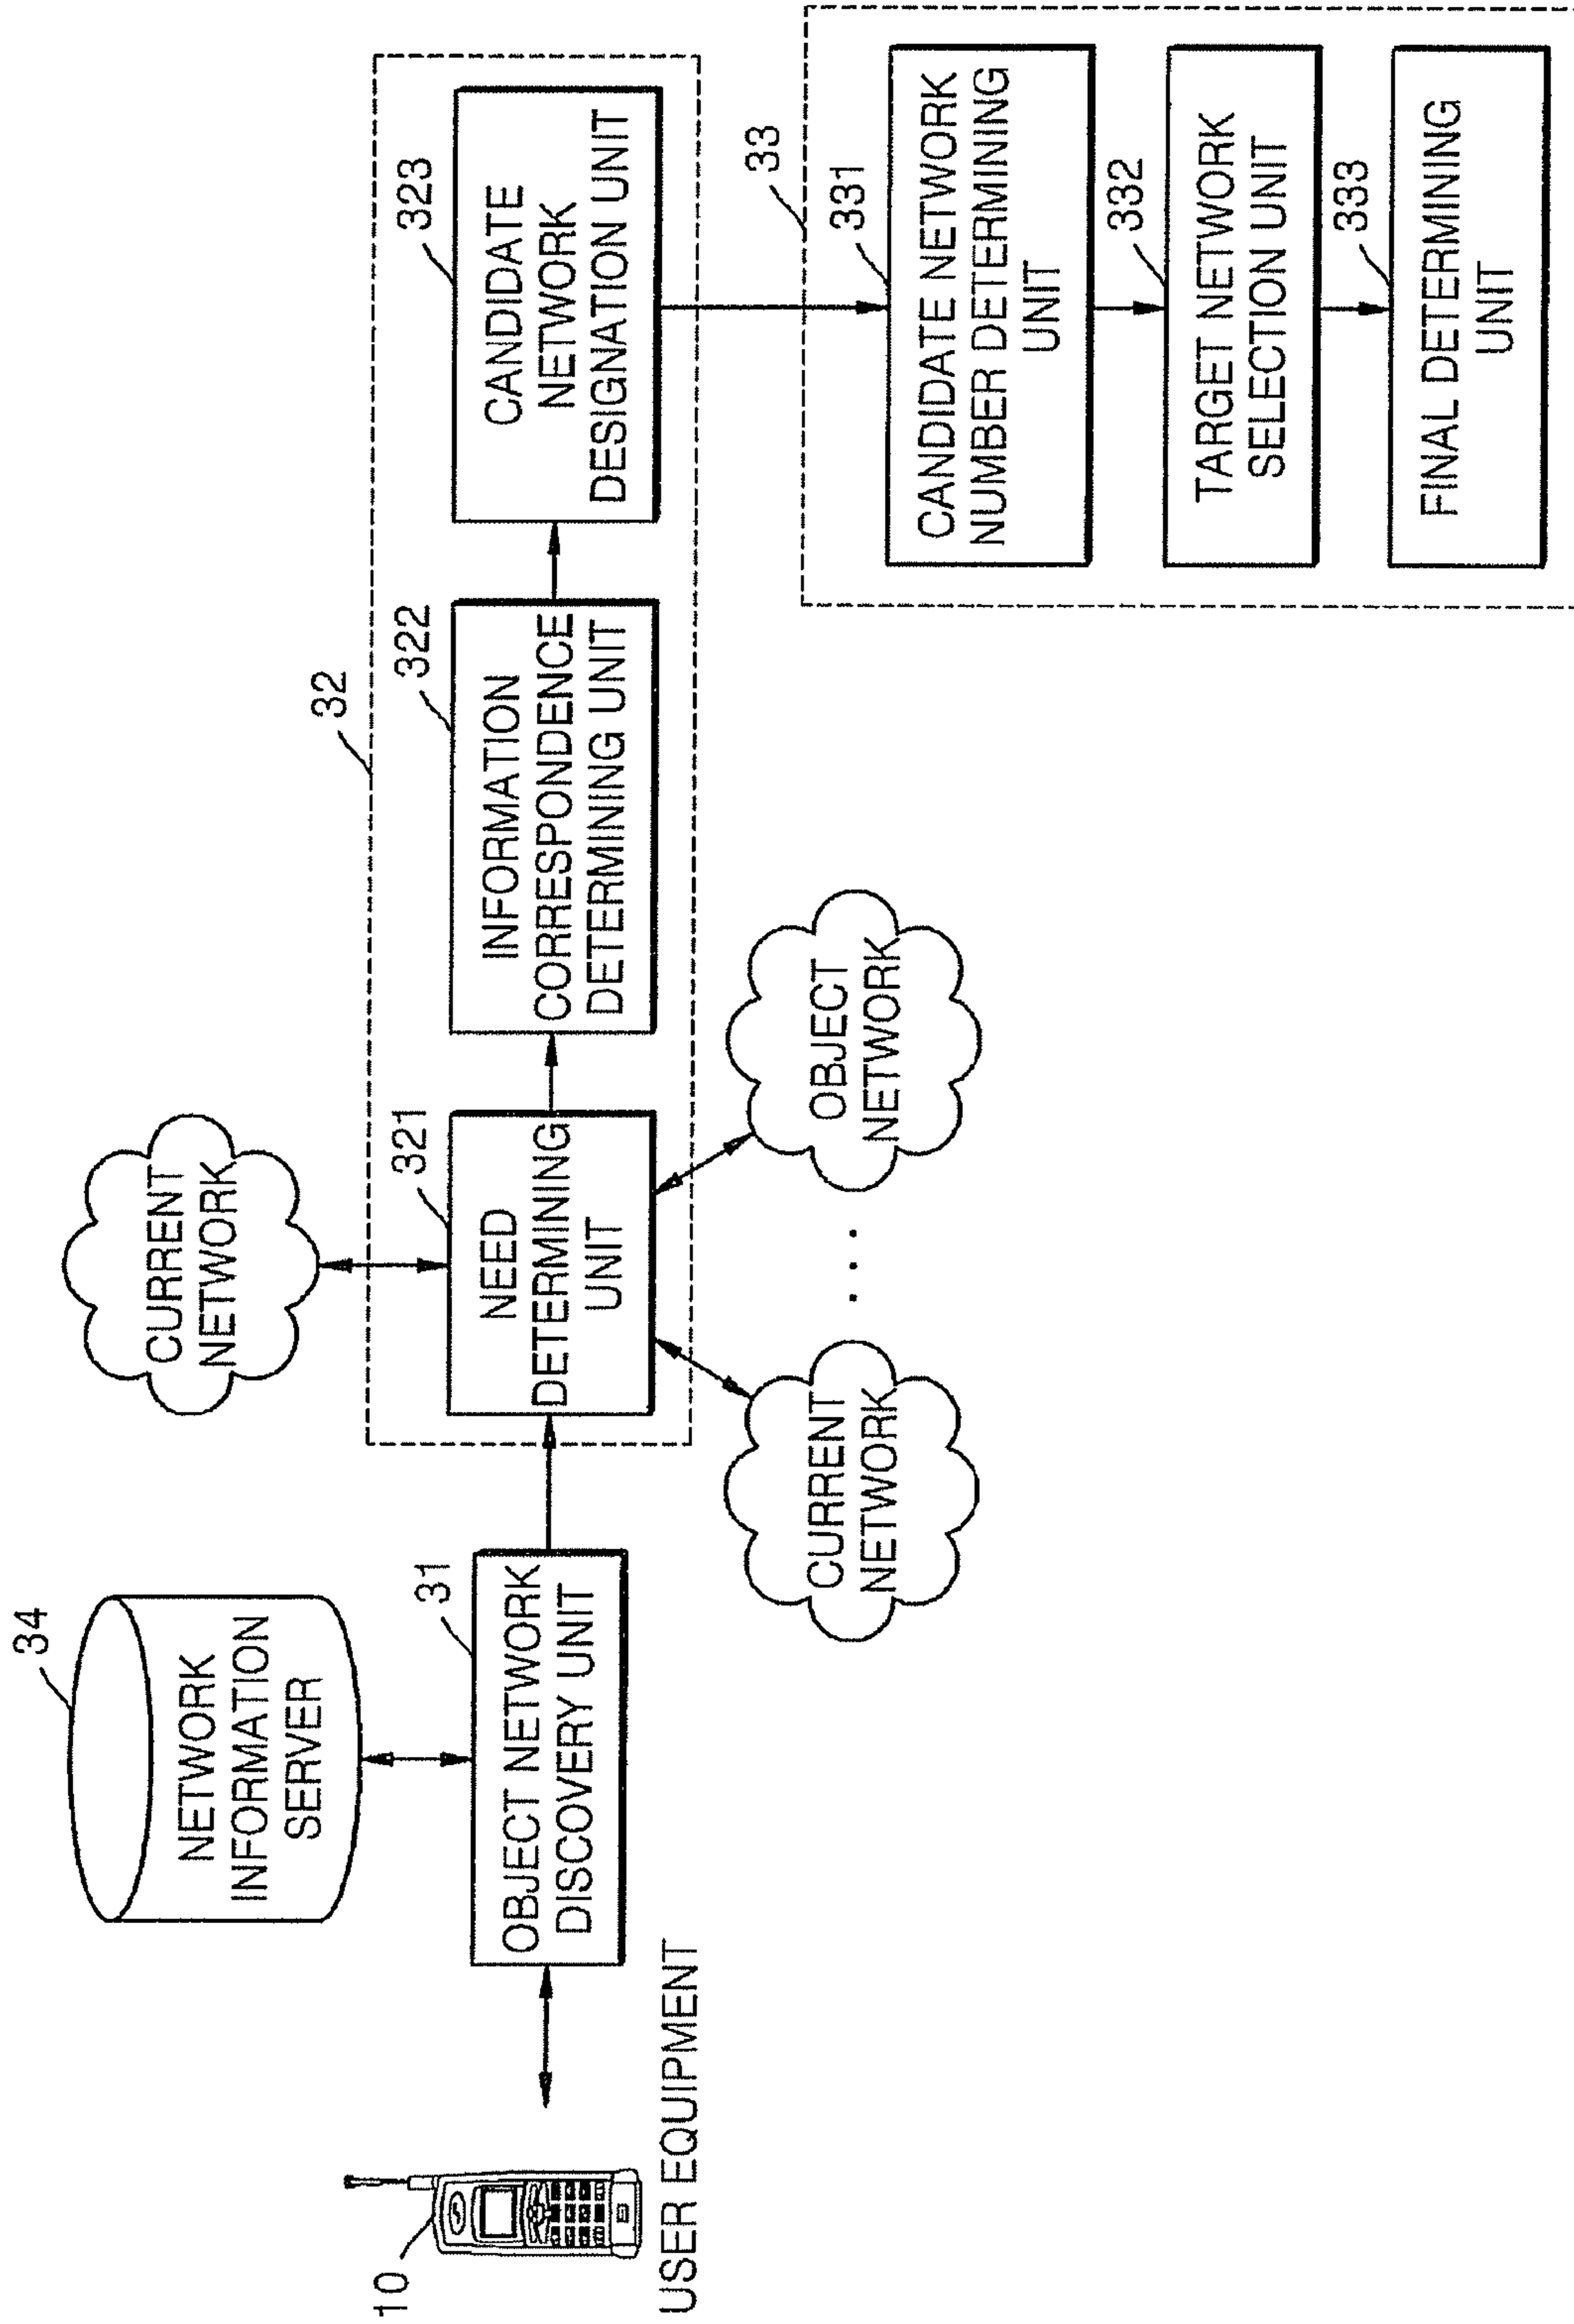 34
NETWORK
INFORMATION
SERVER
CURRENT
NETWORK
10
USER EQUIPMENT
31
OBJECT NETWORK
DISCOVERY UNIT
32
321
NEED
DETERMINING
UNIT
322
INFORMATION
CORRESPONDENCE
DETERMINING UNIT
323
CANDIDATE
NETWORK
DESIGNATION UNIT
CURRENT
NETWORK
. . .
OBJECT
NETWORK
33
331
CANDIDATE NETWORK
NUMBER DETERMINING
UNIT
332
TARGET NETWORK
SELECTION UNIT
333
FINAL DETERMINING
UNIT